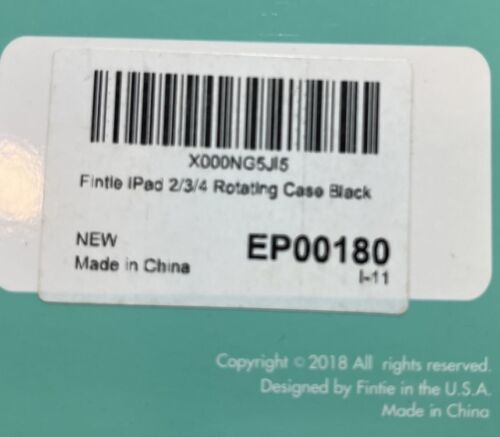 X000NG5JI5
Fintie iPad 2/3/4 Rotating Case Black
NEW
EP00180
Made in China
I-11
Copyright © 2018 All rights reserved.
Designed by Fintie in the U.S.A.
Made in China